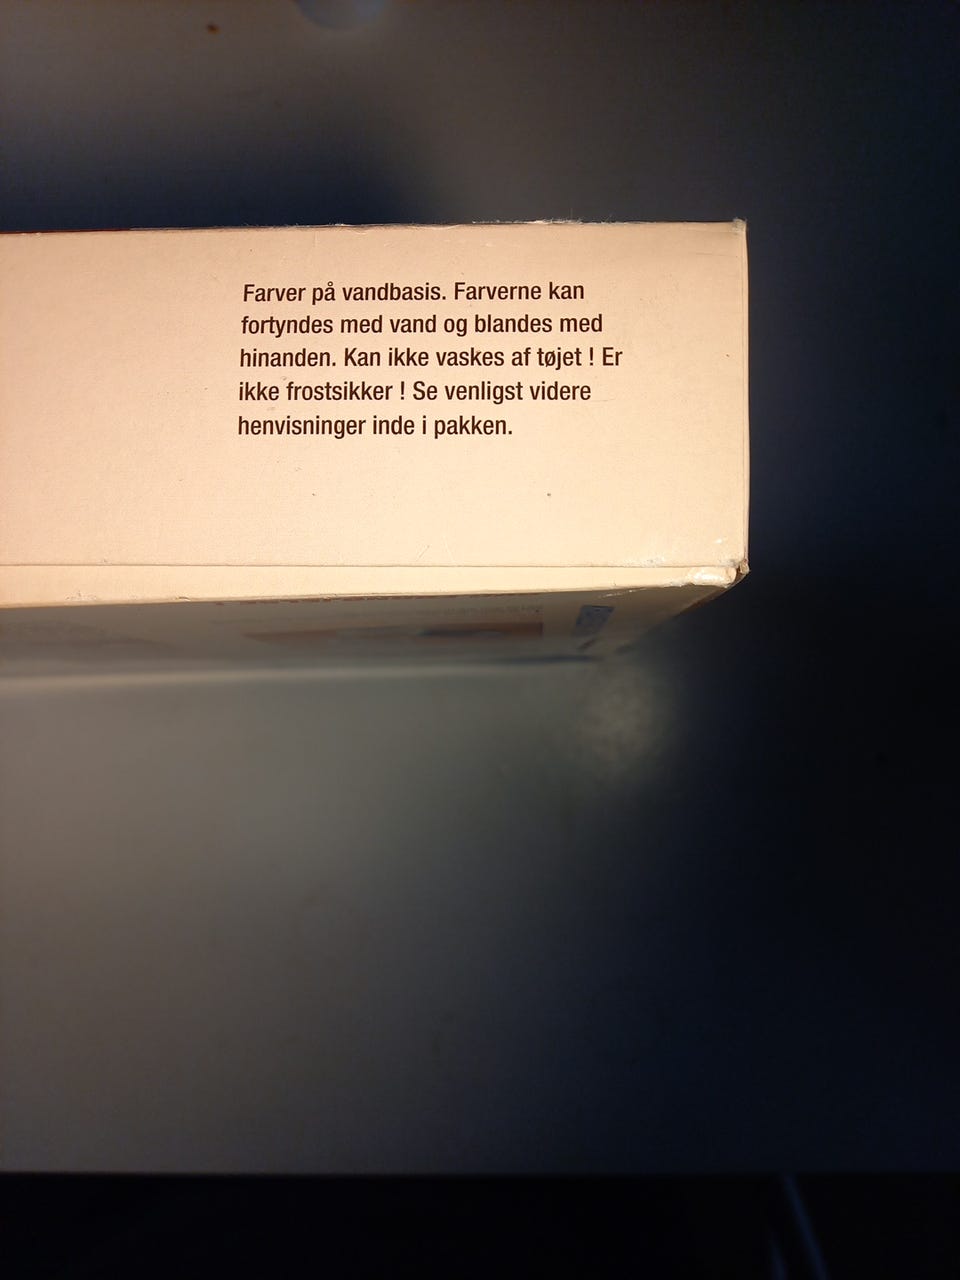 Farver på vandbasis. Farverne kan
fortyndes med vand og blandes med
hinanden. Kan ikke vaskes af tøjet ! Er
ikke frostsikker ! Se venligst videre
henvisninger inde i pakken.